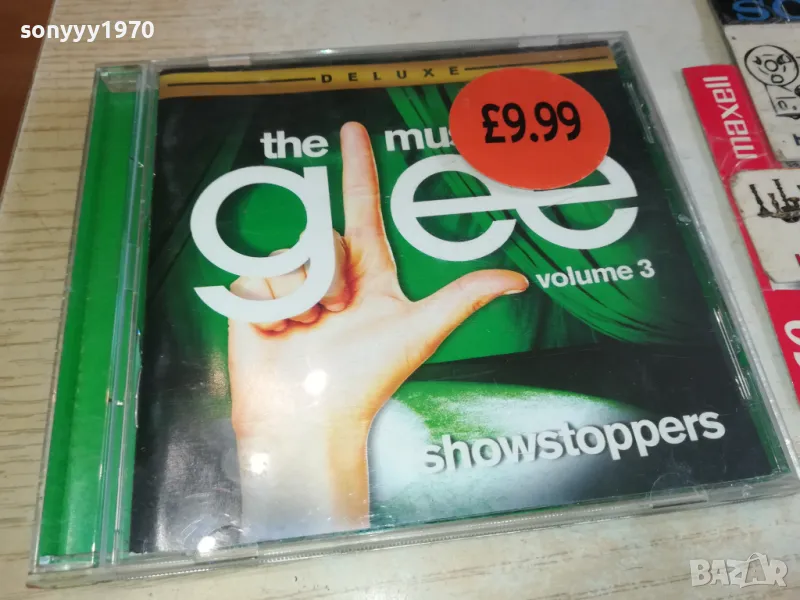 sonyyy1970
DELUXE
the mus
£9.99
glee
volume 3
showstoppers
maxell
BAZAR